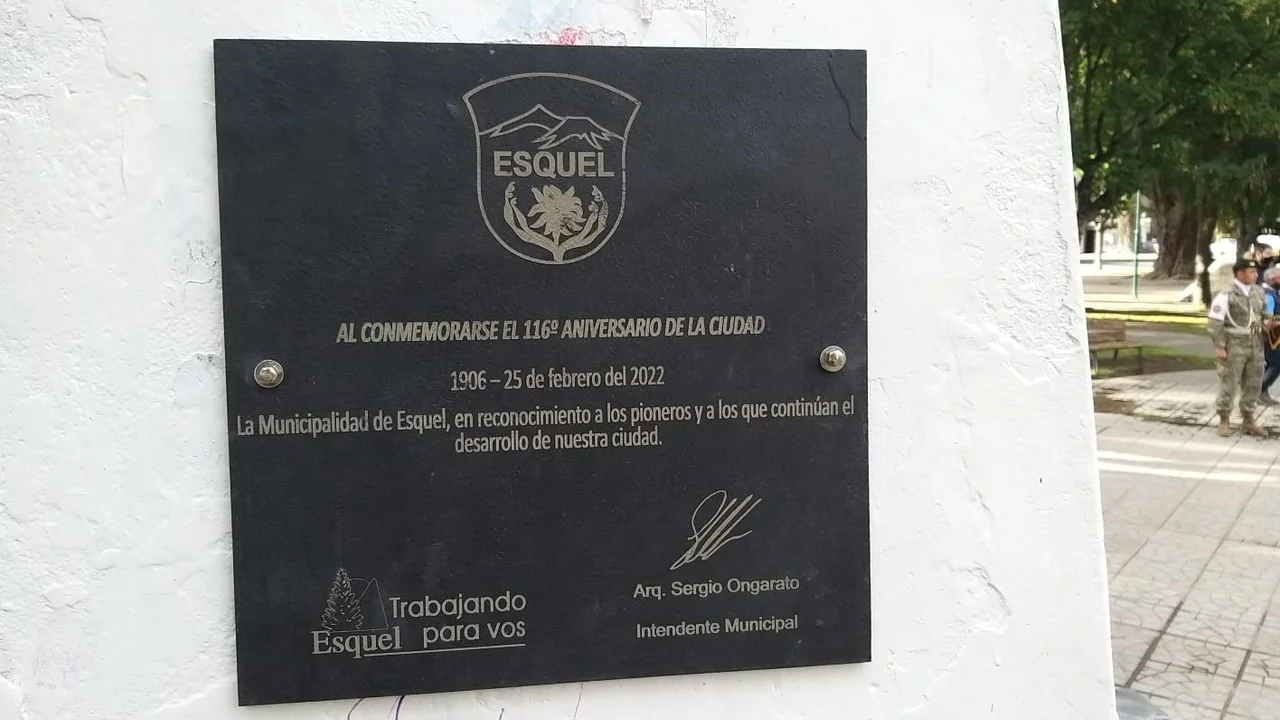 ESQUEL
AL CONMEMORARSE EL 116º ANIVERSARIO DE LA CIUDAD
1906 – 25 de febrero del 2022
La Municipalidad de Esquel, en reconocimiento a los pioneros y a los que continúan el
desarrollo de nuestra ciudad.
Trabajando
Esquel para vos
Arq. Sergio Ongarato
Intendente Municipal